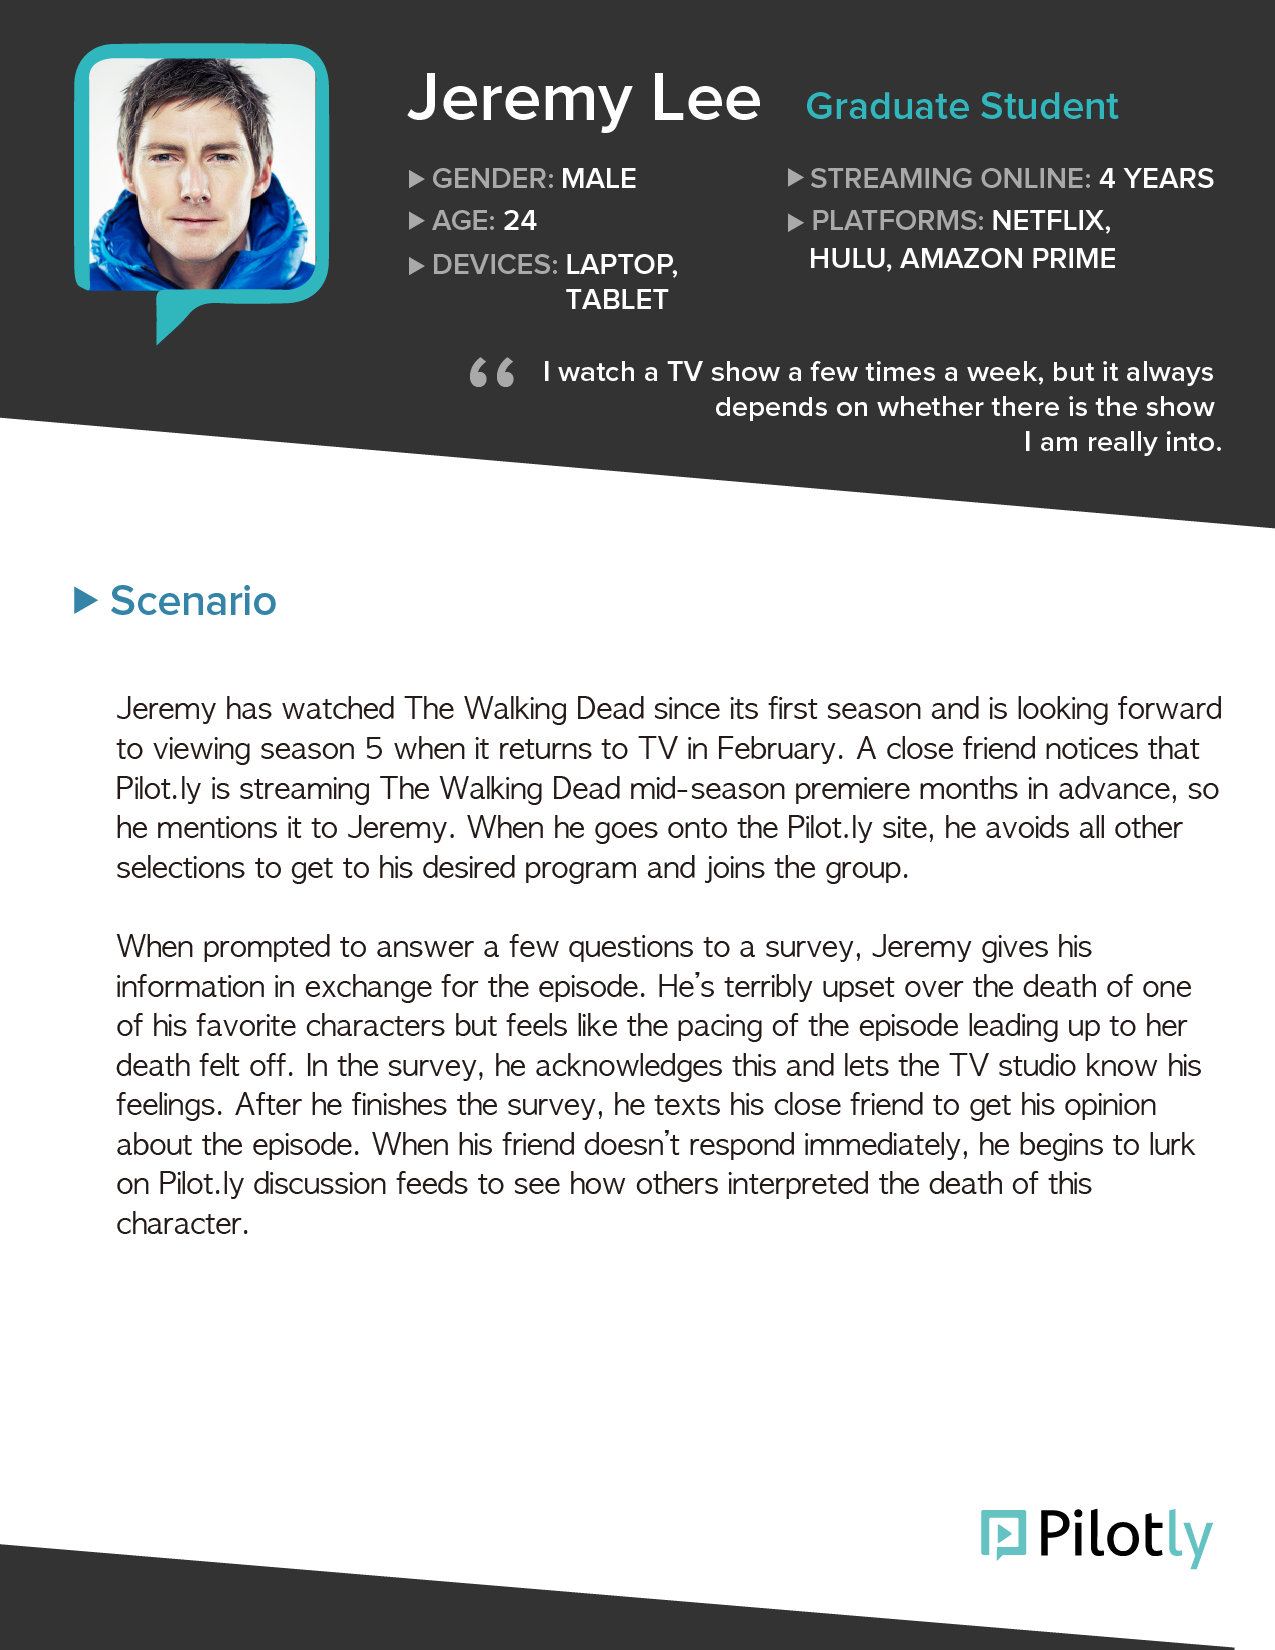 Jeremy Lee Graduate Student
GENDER: MALE
AGE: 24
DEVICES: LAPTOP,
TABLET
STREAMING ONLINE: 4 YEARS
PLATFORMS: NETFLIX,
HULU, AMAZON PRIME
“ I watch a TV show a few times a week, but it always
depends on whether there is the show
I am really into.
Scenario
Jeremy has watched The Walking Dead since its first season and is looking forward
to viewing season 5 when it returns to TV in February. A close friend notices that
Pilot.ly is streaming The Walking Dead mid-season premiere months in advance, so
he mentions it to Jeremy. When he goes onto the Pilot.ly site, he avoids all other
selections to get to his desired program and joins the group.
When prompted to answer a few questions to a survey, Jeremy gives his
information in exchange for the episode. He’s terribly upset over the death of one
of his favorite characters but feels like the pacing of the episode leading up to her
death felt off. In the survey, he acknowledges this and lets the TV studio know his
feelings. After he finishes the survey, he texts his close friend to get his opinion
about the episode. When his friend doesn’t respond immediately, he begins to lurk
on Pilot.ly discussion feeds to see how others interpreted the death of this
character.
Pilotly